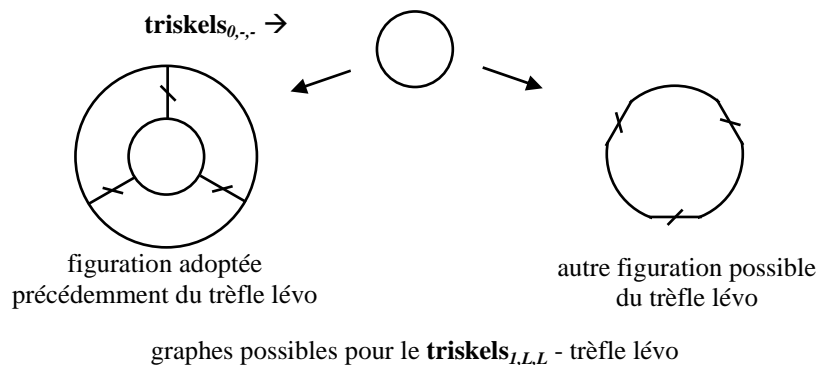 triskels0,-,- →
figuration adoptée
précédemment du trèfle lévo
autre figuration possible
du trèfle lévo
graphes possibles pour le triskels1,L,L - trèfle lévo